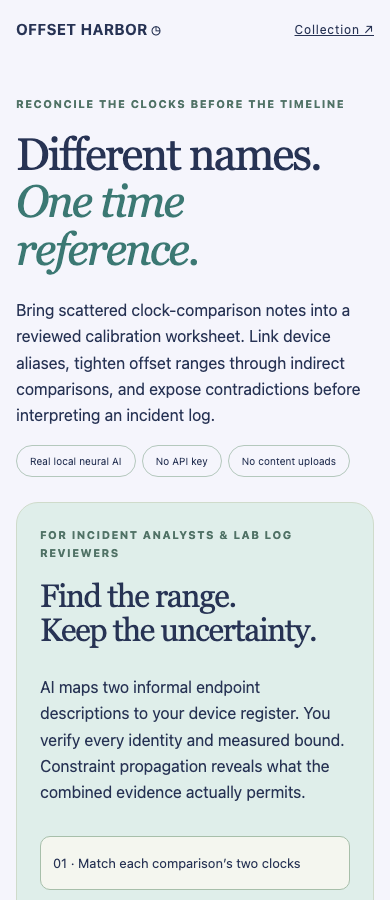 OFFSET HARBOR ◷
Collection ↗
RECONCILE THE CLOCKS BEFORE THE TIMELINE
Different names.
One time
reference.
Bring scattered clock-comparison notes into a
reviewed calibration worksheet. Link device
aliases, tighten offset ranges through indirect
comparisons, and expose contradictions before
interpreting an incident log.
Real local neural AI
No API key
No content uploads
FOR INCIDENT ANALYSTS & LAB LOG
REVIEWERS
Find the range.
Keep the uncertainty.
AI maps two informal endpoint
descriptions to your device register. You
verify every identity and measured bound.
Constraint propagation reveals what the
combined evidence actually permits.
01 · Match each comparison's two clocks